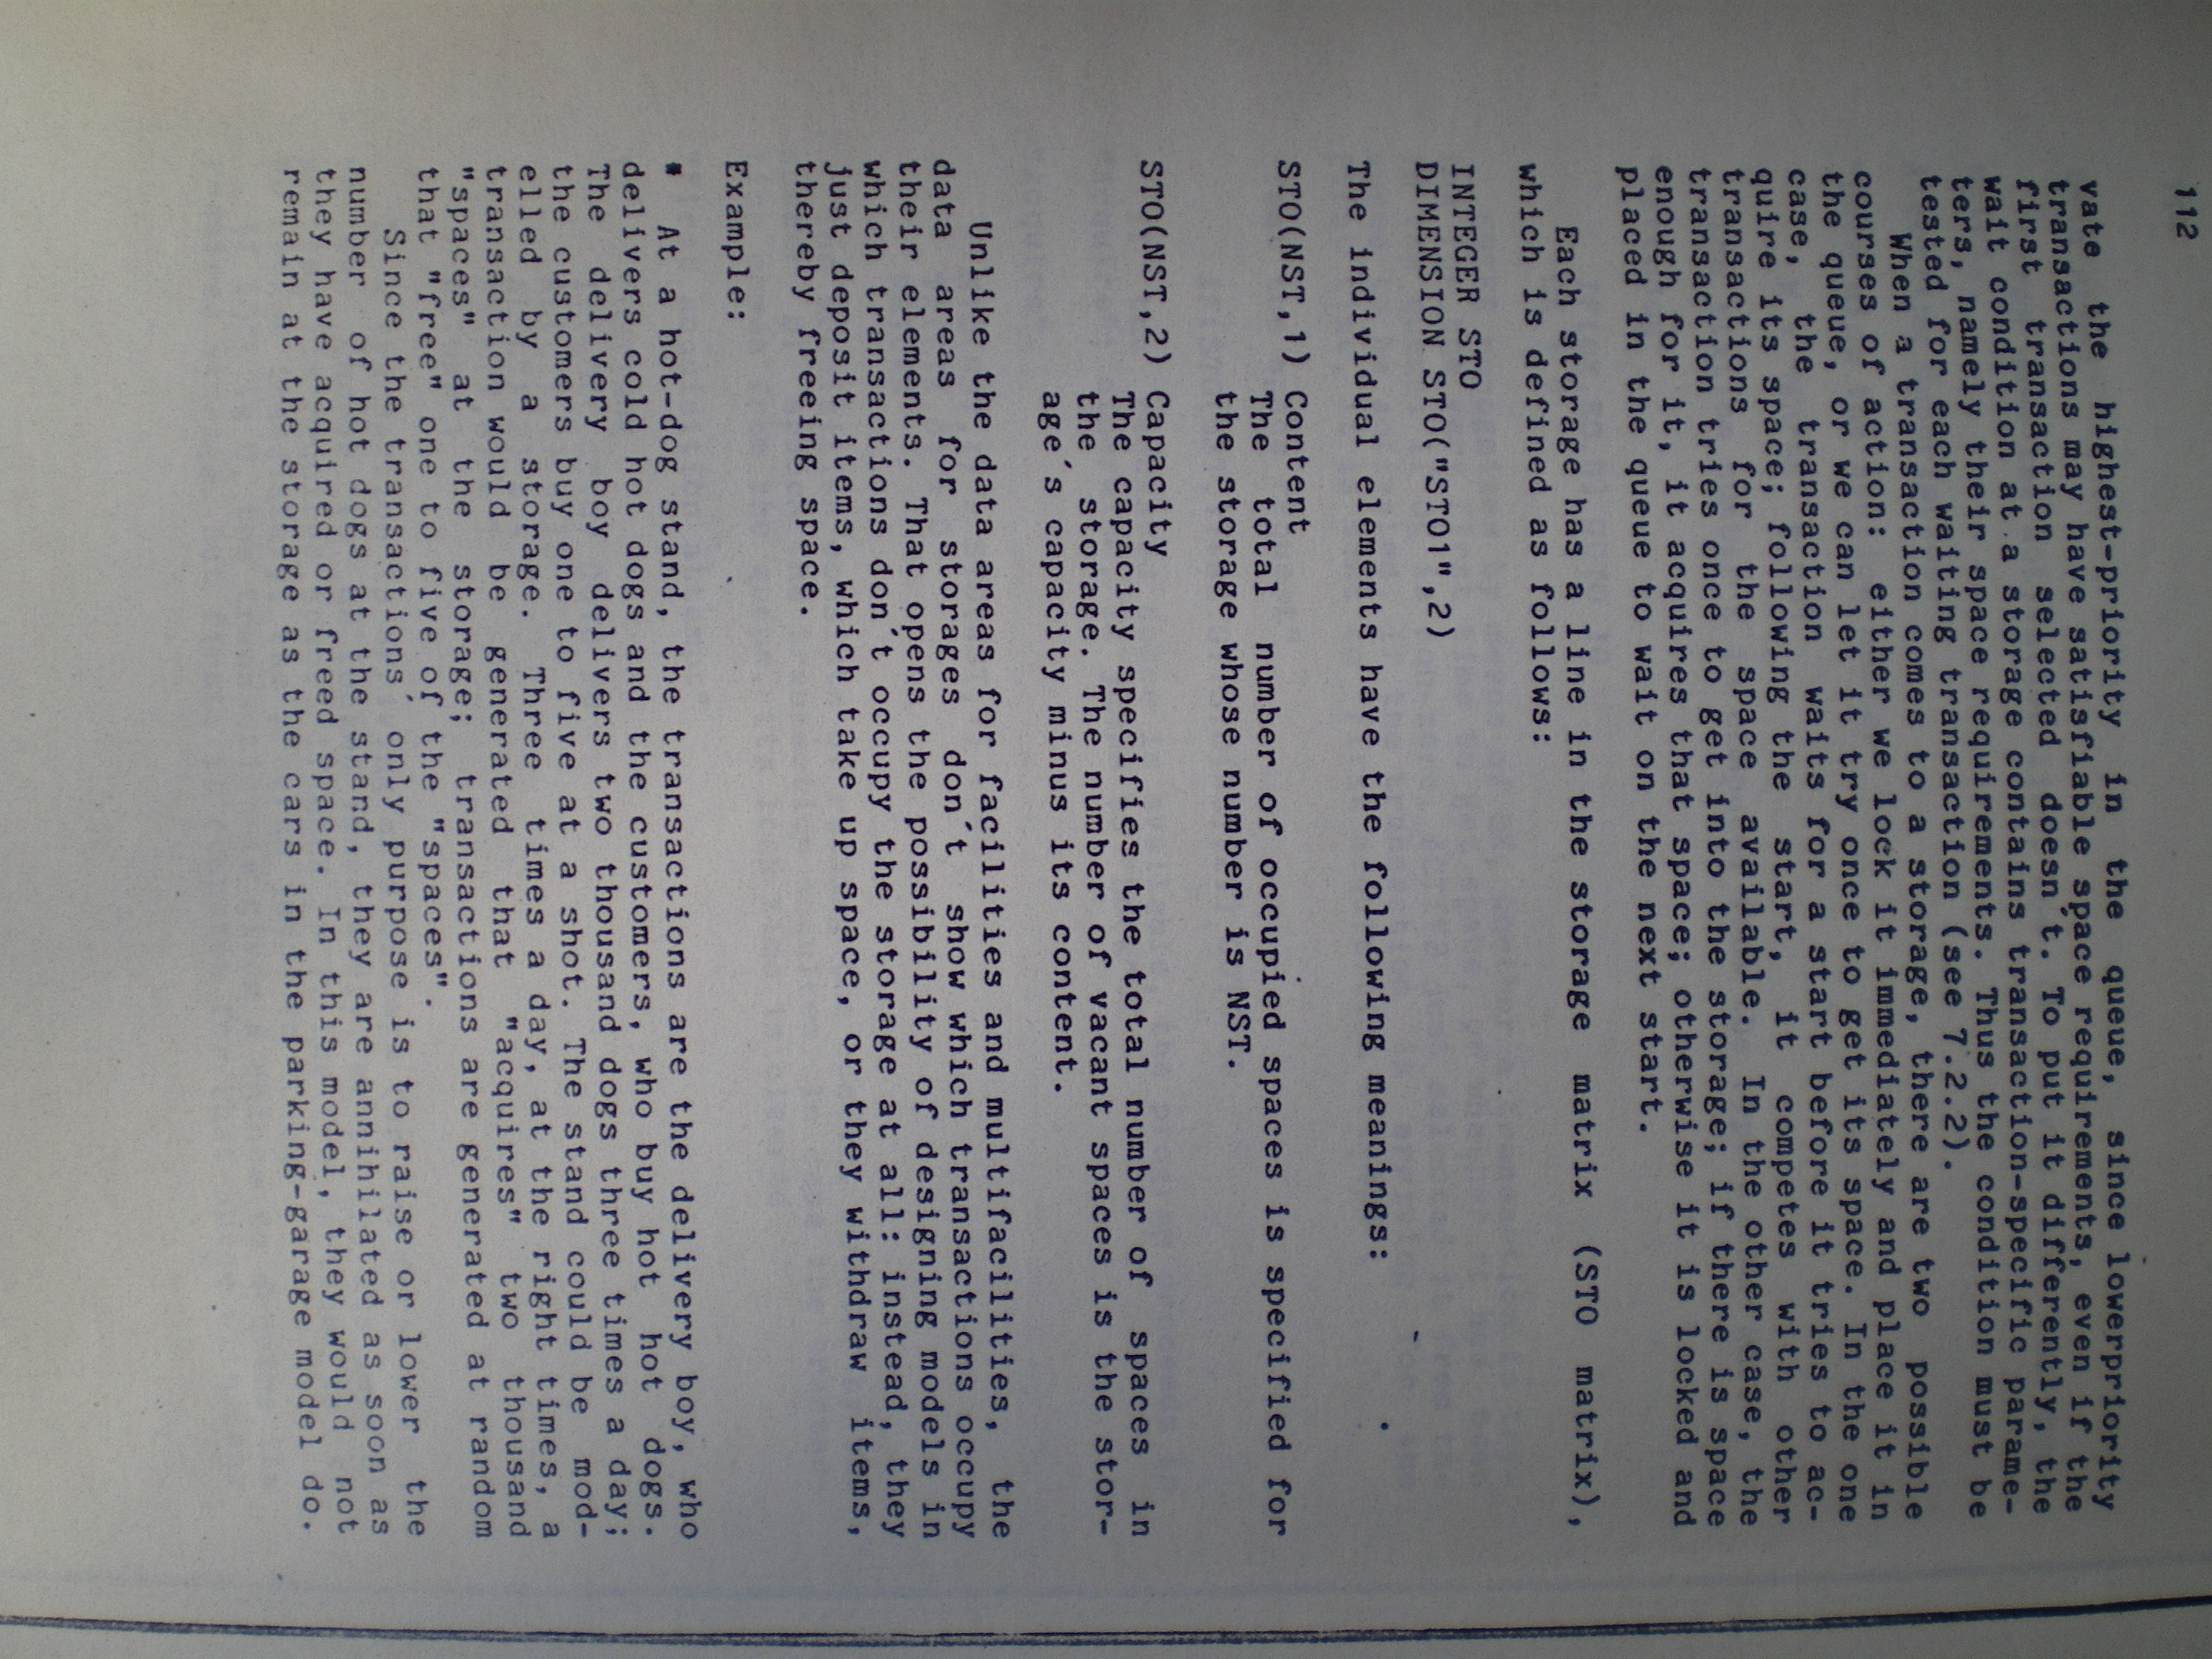 112
vate the highest-priority in the queue, since lowerpriority
transactions may have satisfiable space requirements, even if the
first transaction selected doesn´t. To put it differently, the
wait condition at a storage contains transaction-specific parame-
ters, namely their space requirements. Thus the condition must be
tested for each waiting transaction (see 7.2.2).
When a transaction comes to a storage, there are two possible
courses of action: either we lock it immediately and place it in
the queue, or we can let it try once to get its space. In the one
case, the transaction waits for a start before it tries to ac-
quire its space; following the start, it competes with other
transactions for the space available. In the other case, the
transaction tries once to get into the storage; if there is space
enough for it, it acquires that space; otherwise it is locked and
placed in the queue to wait on the next start.
Each storage has a line in the storage matrix (STO matrix),
which is defined as follows:
INTEGER STO
DIMENSION STO("STO1",2)
The individual elements have the following meanings:
STO(NST,1) Content
The total number of occupied spaces is specified for
the storage whose number is NST.
STO(NST,2) Capacity
The capacity specifies the total number of spaces in
the storage. The number of vacant spaces is the stor-
age´s capacity minus its content.
Unlike the data areas for facilities and multifacilities, the
data areas for storages don´t show which transactions occupy
their elements. That opens the possibility of designing models in
which transactions don´t occupy the storage at all: instead, they
just deposit items, which take up space, or they withdraw items,
thereby freeing space.
Example:
* At a hot-dog stand, the transactions are the delivery boy, who
delivers cold hot dogs and the customers, who buy hot hot dogs.
The delivery boy delivers two thousand dogs three times a day;
the customers buy one to five at a shot. The stand could be mod-
elled by a storage. Three times a day, at the right times, a
transaction would be generated that "acquires" two thousand
"spaces" at the storage; transactions are generated at random
that "free" one to five of the "spaces".
Since the transactions´ only purpose is to raise or lower the
number of hot dogs at the stand, they are annihilated as soon as
they have acquired or freed space. In this model, they would not
remain at the storage as the cars in the parking-garage model do.